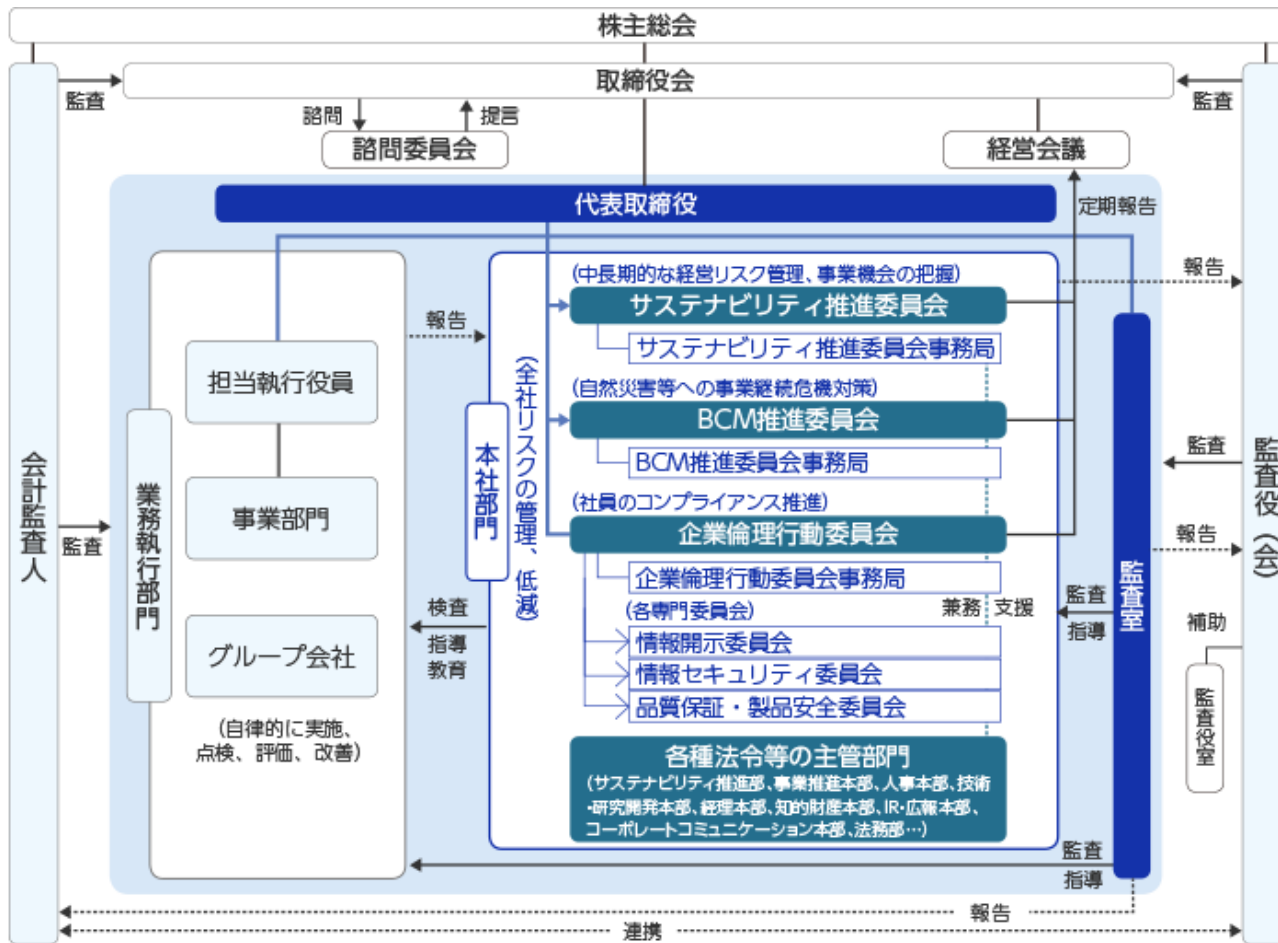 株主総会
取締役会
監査
監査
諮問
提言
諮問委員会
経営会議
代表取締役
定期報告
(中長期的な経営リスク管理、事業機会の把握)
報告
サステナビリティ推進委員会
報告
サステナビリティ推進委員会事務局
担当執行役員
(全社リスクの管理、低減)
(自然災害等への事業継続危機対策)
BCM推進委員会
本社部門
BCM推進委員会事務局
監査
会計監査人
監査役(会)
業務執行部門
事業部門
(社員のコンプライアンス推進)
企業倫理行動委員会
監査
報告
監査室
企業倫理行動委員会事務局
兼務
支援
監査
指導
検査
指導
教育
(各専門委員会)
補助
情報開示委員会
グループ会社
情報セキュリティ委員会
品質保証・製品安全委員会
監査役室
(自律的に実施、
点検、評価、改善)
各種法令等の主管部門
(サステナビリティ推進部、事業推進本部、人事本部、技術
・研究開発本部、経理本部、知的財産本部、IR・広報本部、
コーポレートコミュニケーション本部、法務部…)
監査
指導
報告
連携